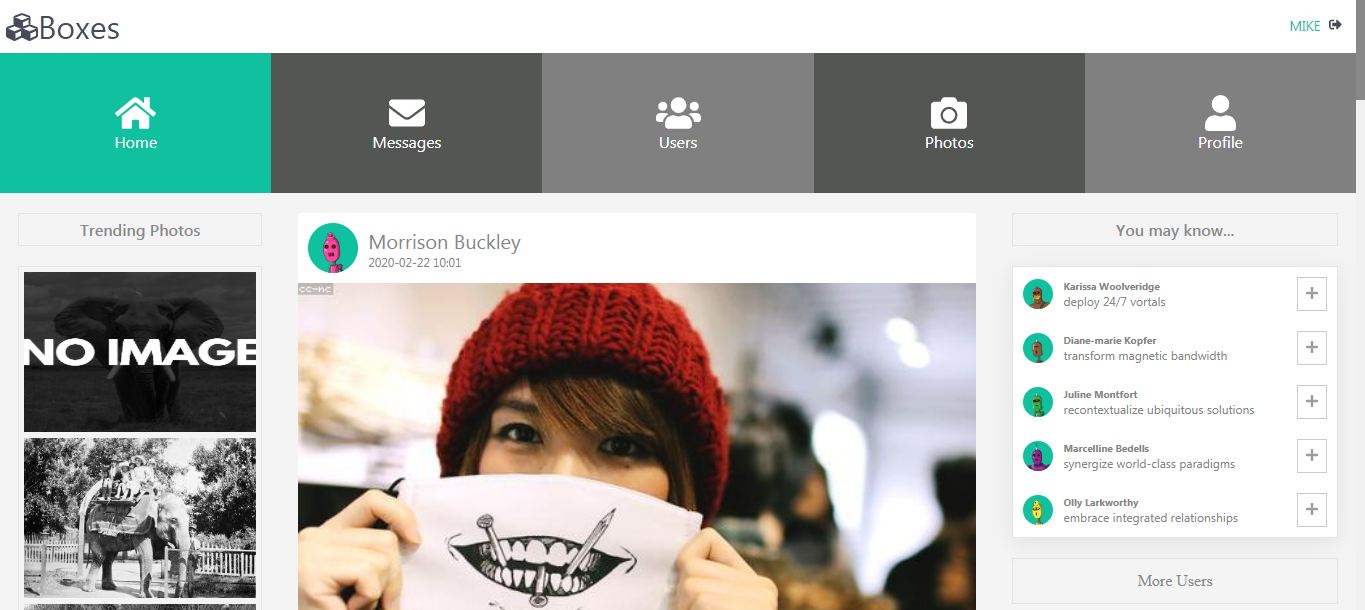 Boxes
MIKE
Home
Messages
Users
Photos
Profile
Trending Photos
NO IMAGE
Morrison Buckley
2020-02-22 10:01
cc-nc
You may know...
Karissa Woolveridge
deploy 24/7 vortals
Diane-marie Kopfer
transform magnetic bandwidth
Juline Montfort
recontextualize ubiquitous solutions
Marcelline Bedells
synergize world-class paradigms
Olly Larkworthy
embrace integrated relationships
More Users